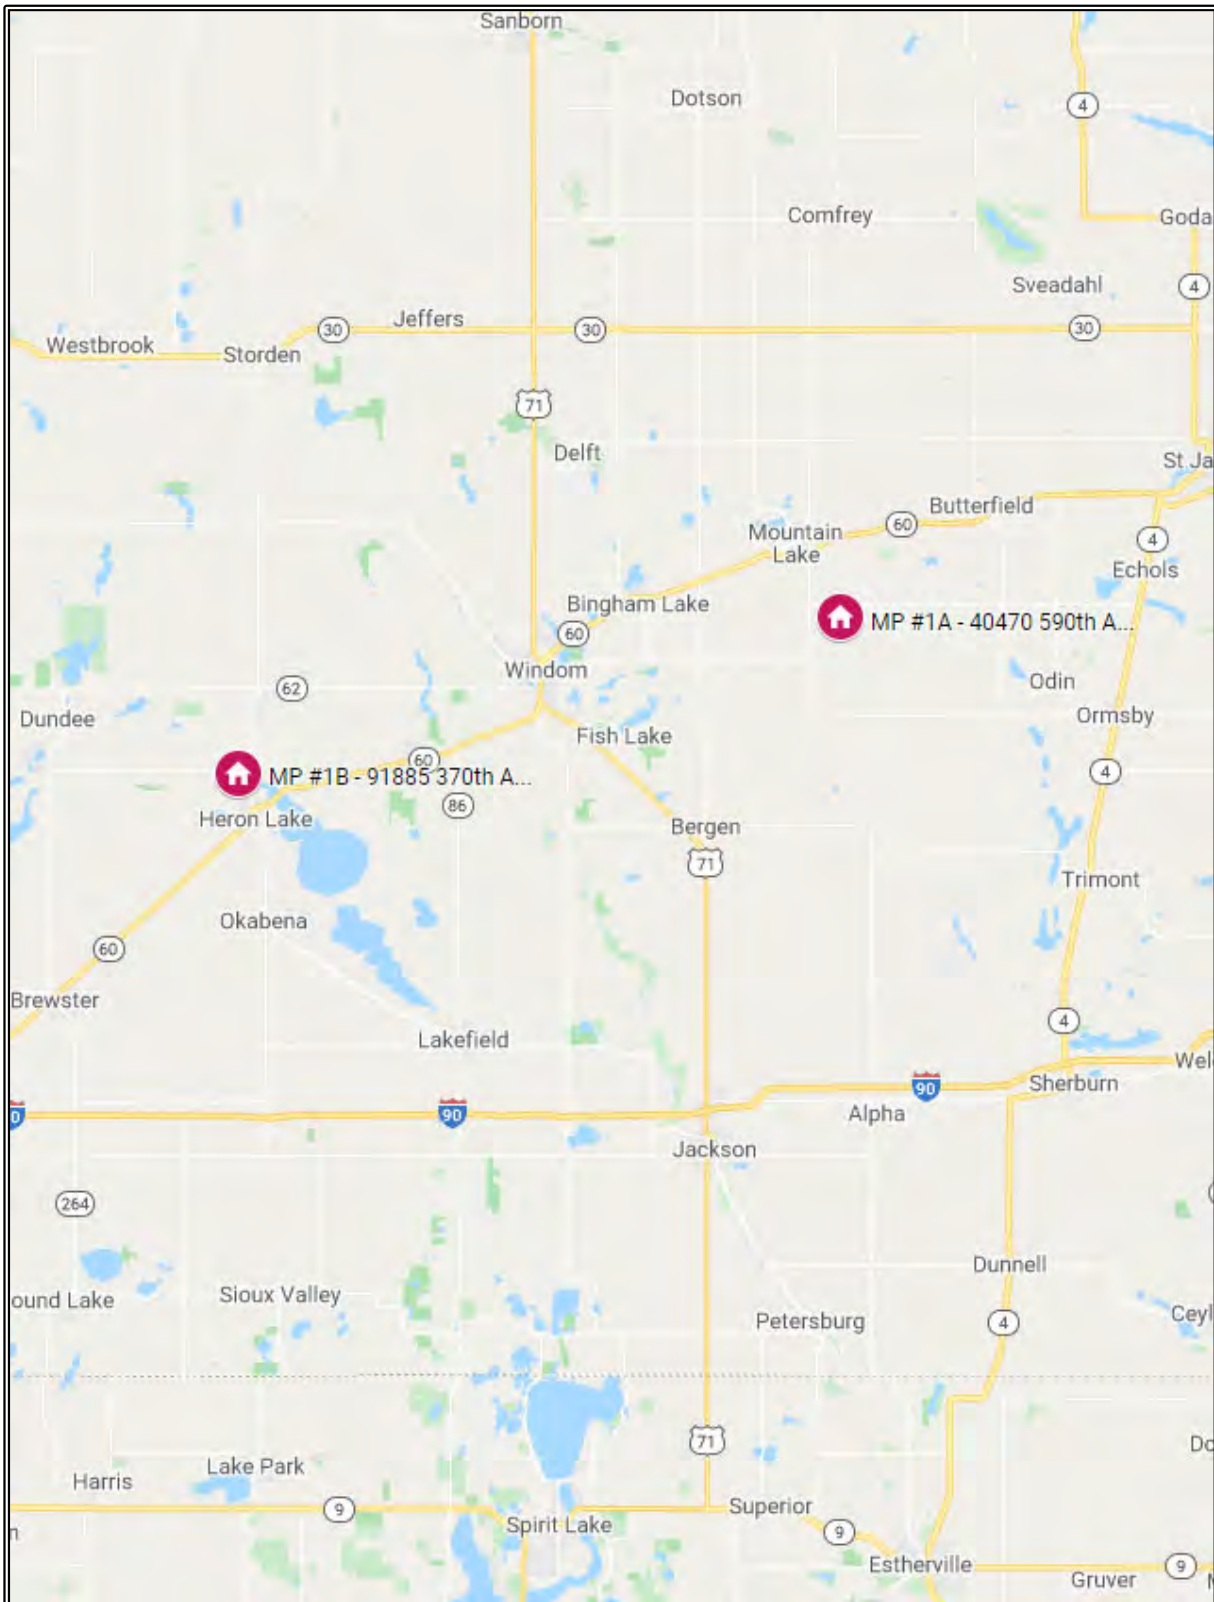 Sanborn
Dotson
4
Comfrey
Goda
Sveadahl
4
Jeffers
30
30
30
Westbrook
Storden
71
Delft
St Ja
Butterfield
60
Mountain
Lake
4
Echols
Bingham Lake
MP #1A - 40470 590th A...
60
Windom
Odin
62
Dundee
Ormsby
Fish Lake
60
4
MP #1B - 91885 370th A...
86
Heron Lake
Bergen
71
Trimont
Okabena
60
Brewster
4
Lakefield
Wel
Sherburn
90
0
90
Alpha
Jackson
264
Dunnell
Sioux Valley
ound Lake
Ceyl
Petersburg
4
71
Do
Lake Park
Harris
9
Superior
Spirit Lake
n
9
Estherville
9
Gruver